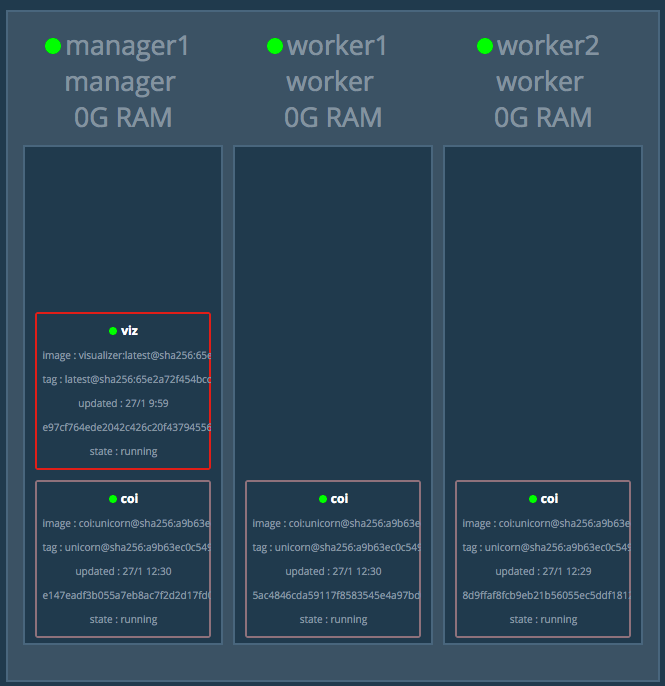 manager1
manager
0G RAM
viz
image : visualizer:latest@sha256:65e
tag : latest@sha256:65e2a72f454bcc
updated : 27/1 9:59
e97cf764ede2042c426c20f43794556
state : running
coi
image : coi:unicorn@sha256:a9b63e
tag : unicorn@sha256:a9b63ec0c549
updated : 27/1 12:30
e147eadf3b055a7eb8ac7f2d2d17fd0
state : running
worker1
worker
0G RAM
coi
image : coi:unicorn@sha256:a9b63e
tag : unicorn@sha256:a9b63ec0c549
updated : 27/1 12:30
5ac4846cda59117f8583545e4a97bd
state : running
worker2
worker
0G RAM
coi
image : coi:unicorn@sha256:a9b63e
tag : unicorn@sha256:a9b63ec0c549
updated : 27/1 12:29
8d9ffaf8fcb9eb21b56055ec5ddf181
state : running